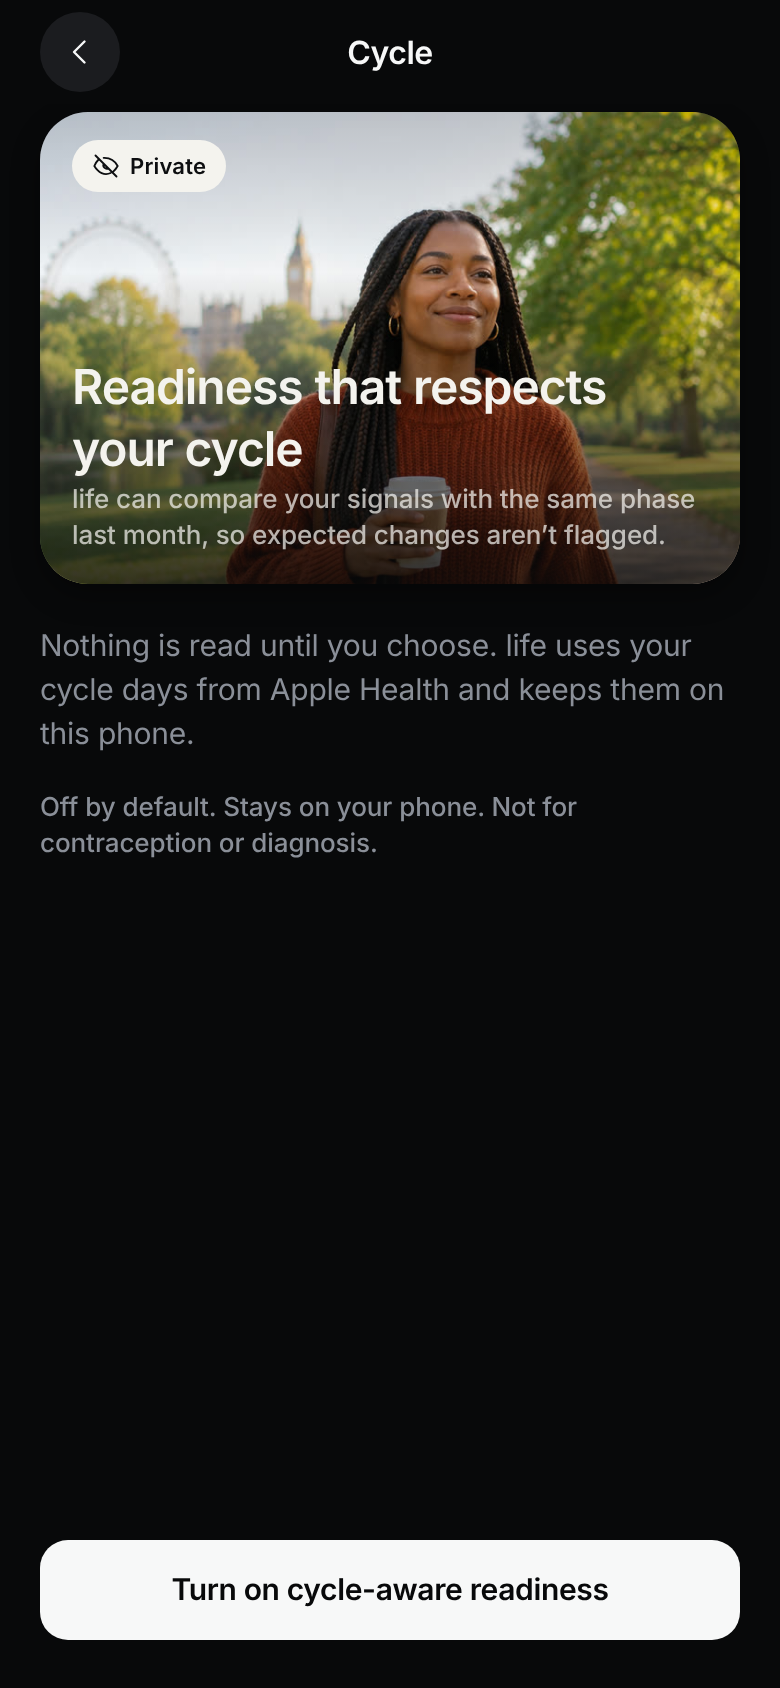 Cycle
Private
Readiness that respects
your cycle
life can compare your signals with the same phase
last month, so expected changes aren’t flagged.
Nothing is read until you choose. life uses your
cycle days from Apple Health and keeps them on
this phone.
Off by default. Stays on your phone. Not for
contraception or diagnosis.
Turn on cycle-aware readiness